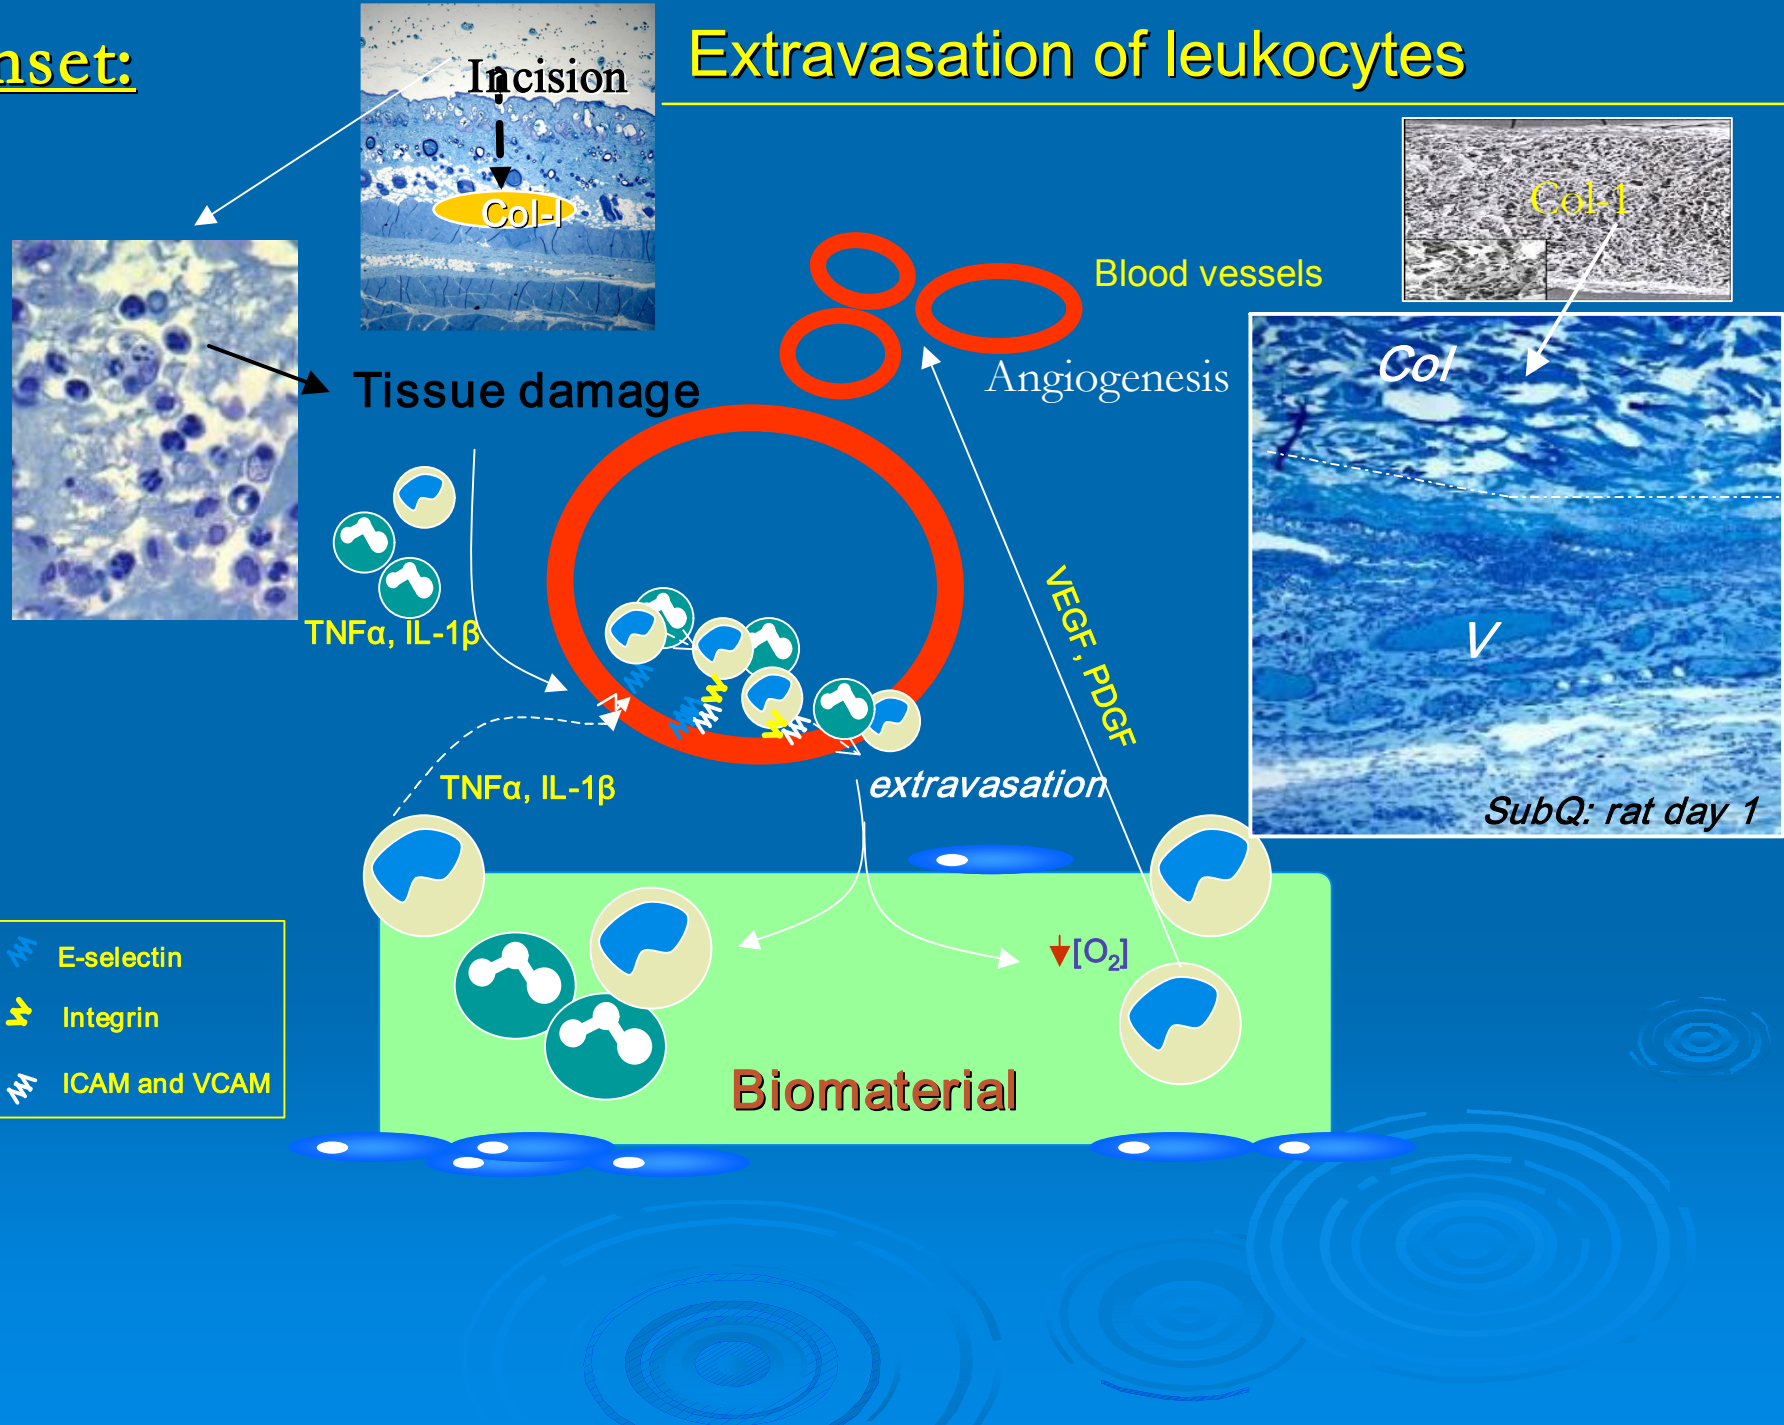 nset:
Extravasation of leukocytes
Incision
Col-I
Col-1
Blood vessels
Angiogenesis
Col
Tissue damage
TNFα, IL-1β
VEGF, PDGF
V
TNFα, IL-1β
extravasation
SubQ: rat day 1
E-selectin
Integrin
ICAM and VCAM
[O₂]
Biomaterial